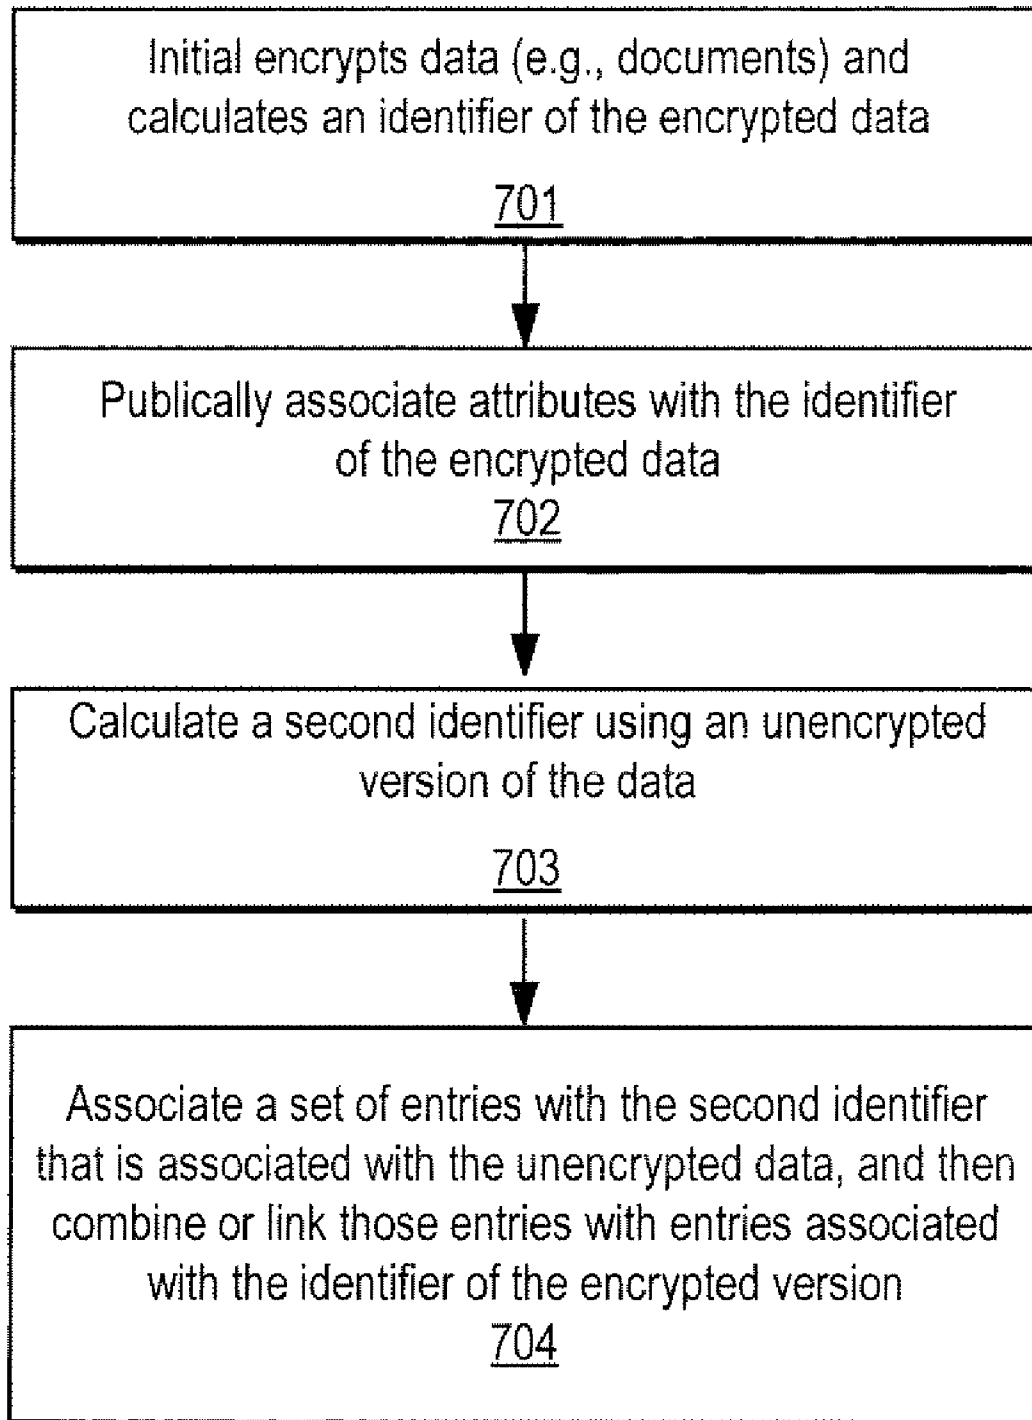 Initial encrypts data (e.g., documents) and
calculates an identifier of the encrypted data
701
Publically associate attributes with the identifier
of the encrypted data
702
Calculate a second identifier using an unencrypted
version of the data
703
Associate a set of entries with the second identifier
that is associated with the unencrypted data, and then
combine or link those entries with entries associated
with the identifier of the encrypted version
704